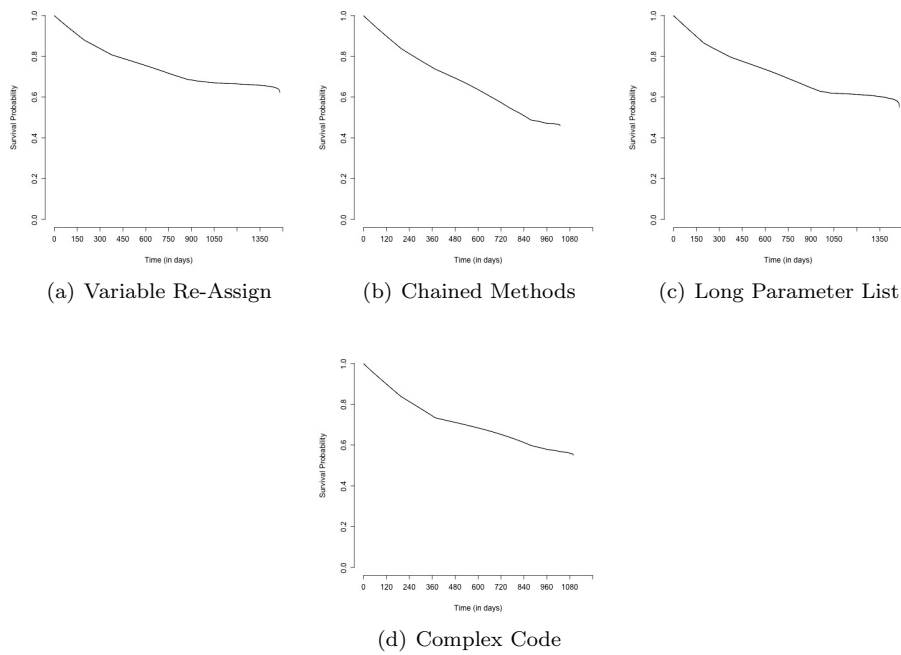 1.0
0.8
0.6
0.4
0.2
0.0
Survival Probability
0 150 300 450 600 750 900 1050 1350
Time (in days)
(a) Variable Re-Assign
1.0
0.8
0.6
0.4
0.2
0.0
Survival Probability
0 120 240 360 480 600 720 840 960 1080
Time (in days)
(b) Chained Methods
1.0
0.8
0.6
0.4
0.2
0.0
Survival Probability
0 150 300 450 600 750 900 1050 1350
Time (in days)
(c) Long Parameter List
1.0
0.8
0.6
0.4
0.2
0.0
Survival Probability
0 120 240 360 480 600 720 840 960 1080
Time (in days)
(d) Complex Code